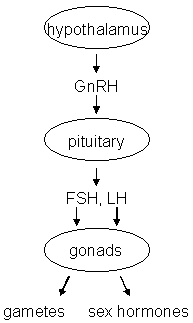 hypothalamus
GnRH
pituitary
FSH, LH
gonads
gametes sex hormones